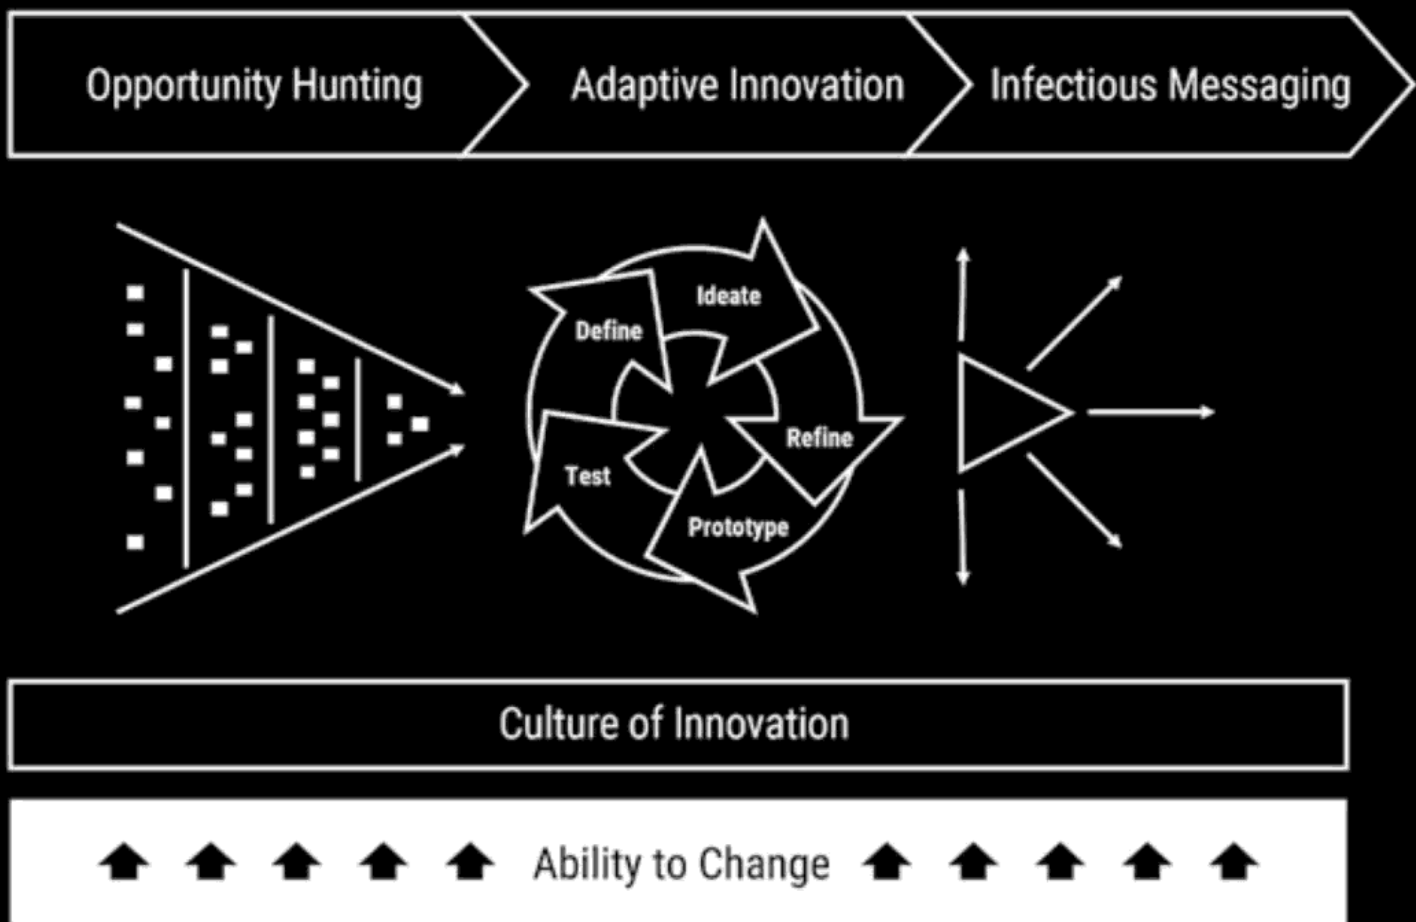 Opportunity Hunting
Adaptive Innovation
Infectious Messaging
Define
Ideate
Refine
Prototype
Test
Culture of Innovation
Ability to Change